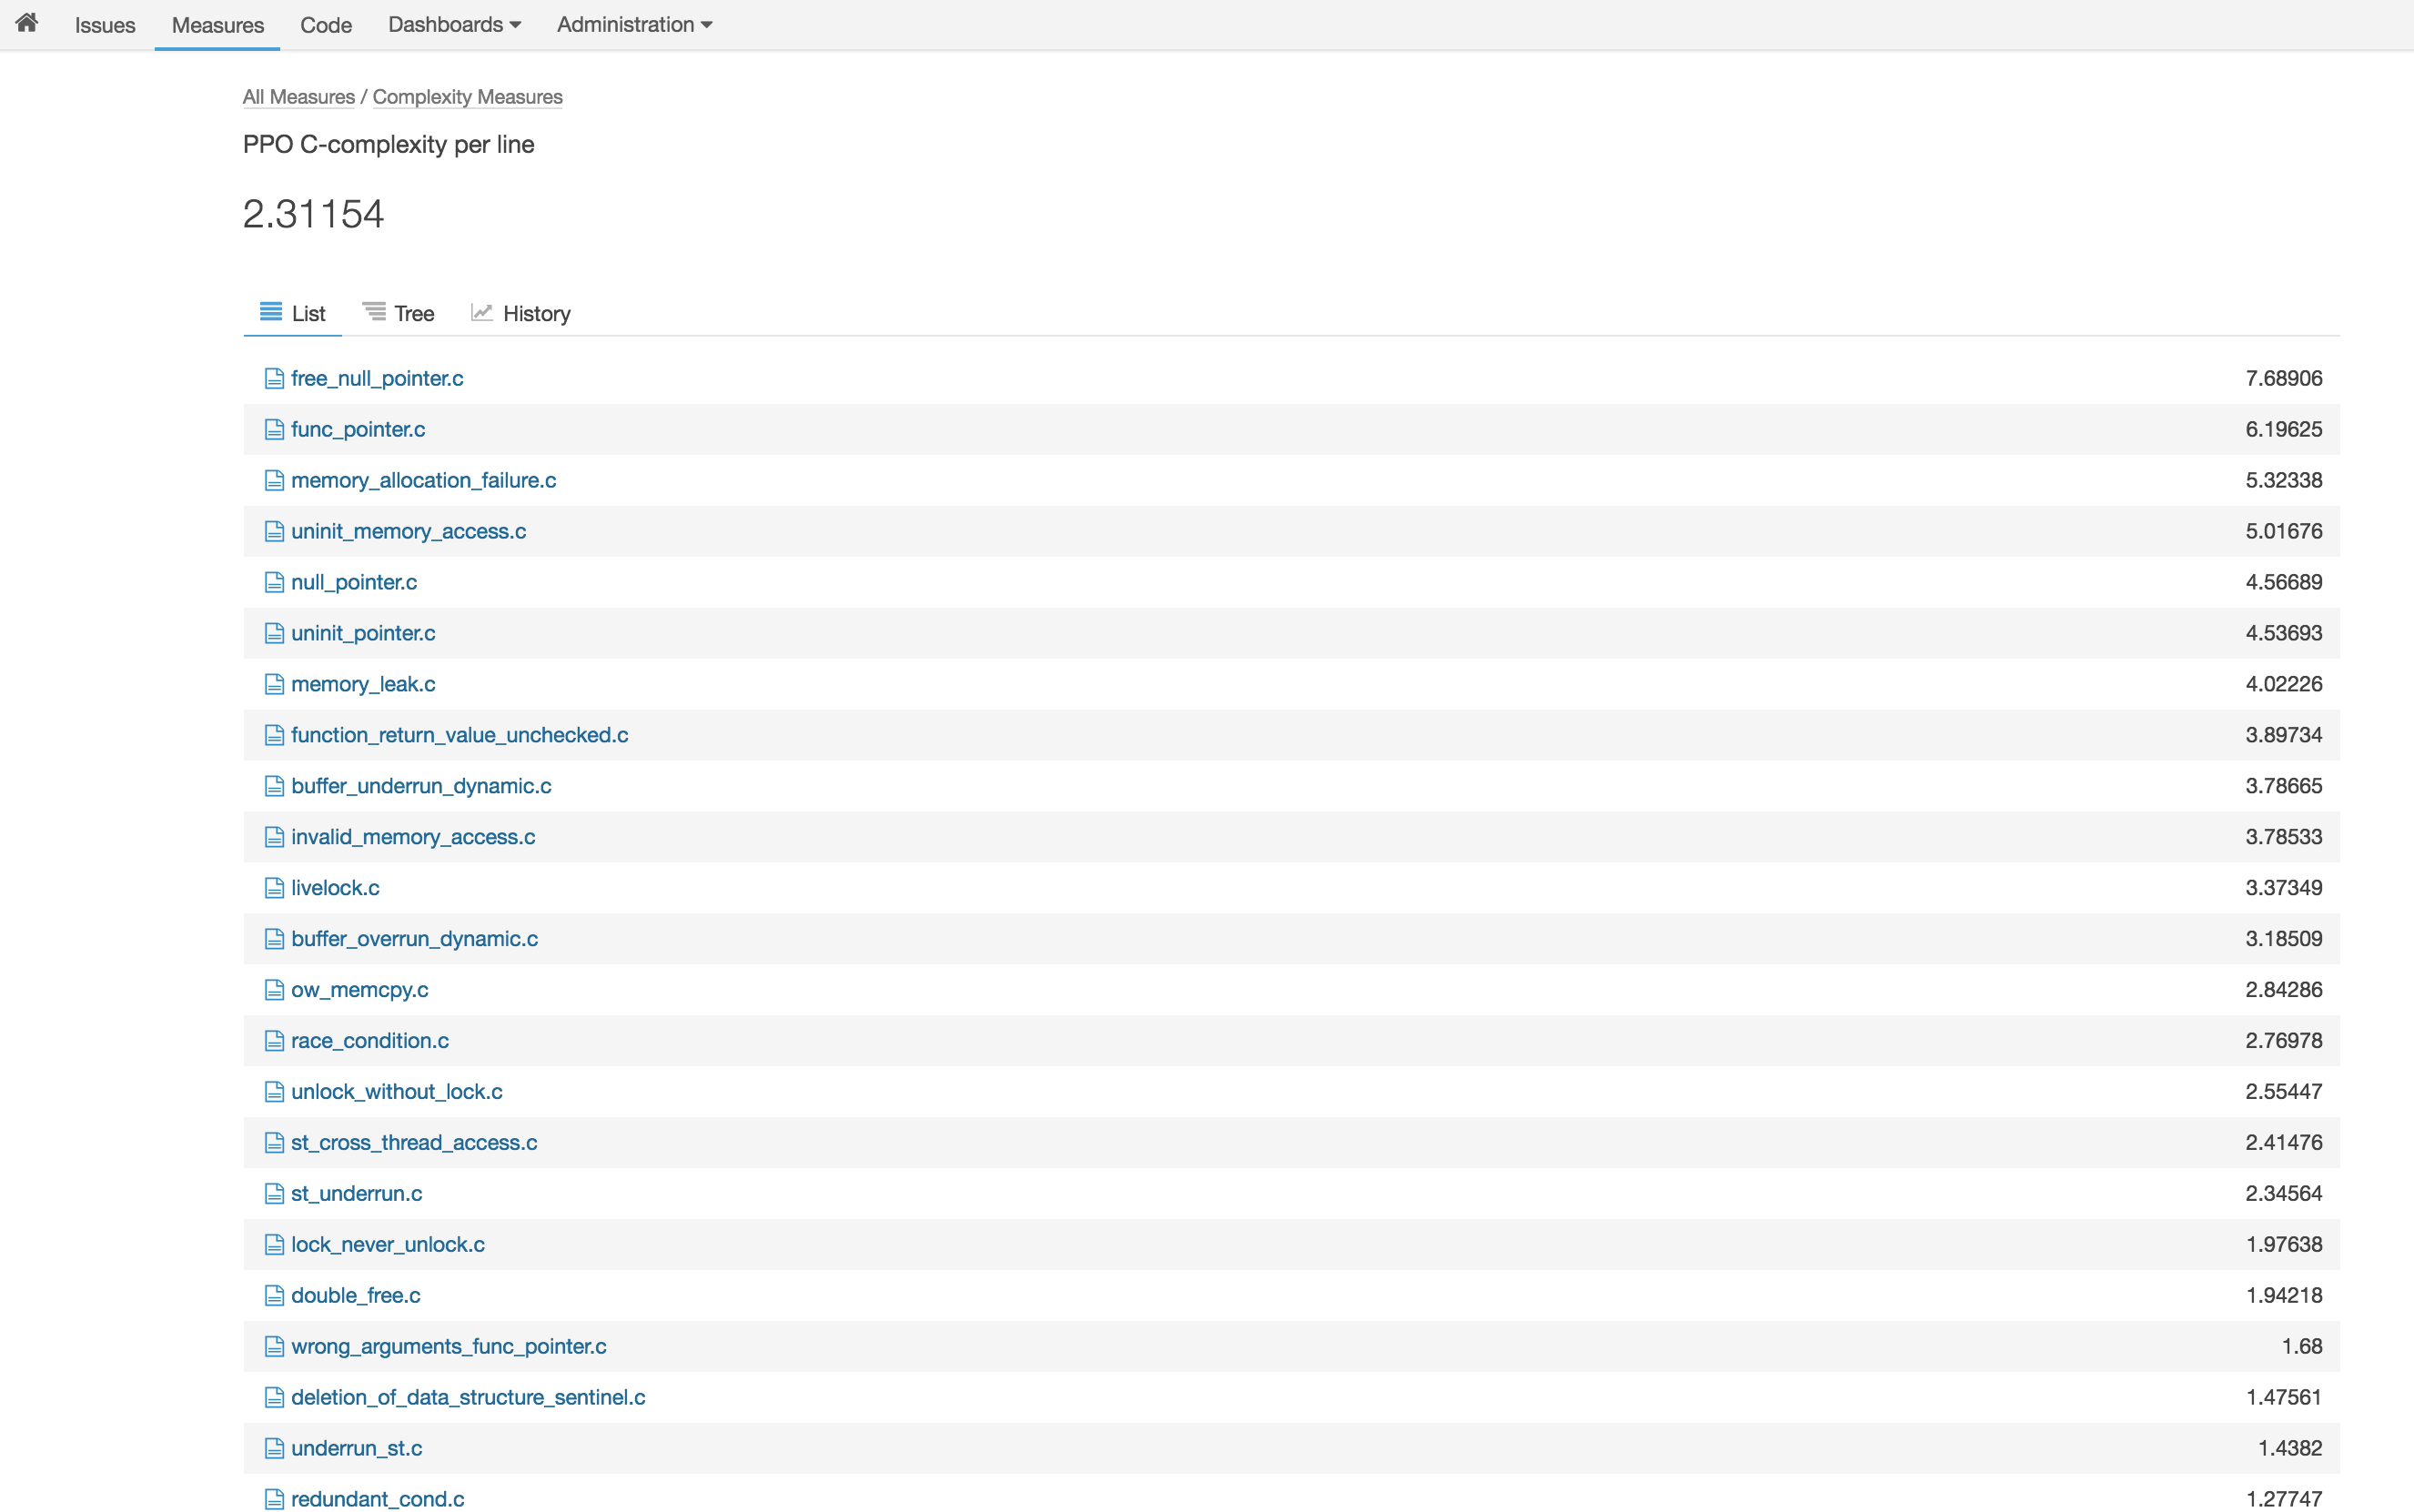 Issues Measures Code Dashboards Administration
All Measures / Complexity Measures
PPO C-complexity per line
2.31154
List Tree History
free_null_pointer.c 7.68906
func_pointer.c 6.19625
memory_allocation_failure.c 5.32338
uninit_memory_access.c 5.01676
null_pointer.c 4.56689
uninit_pointer.c 4.53693
memory_leak.c 4.02226
function_return_value_unchecked.c 3.89734
buffer_underrun_dynamic.c 3.78665
invalid_memory_access.c 3.78533
livelock.c 3.37349
buffer_overrun_dynamic.c 3.18509
ow_memcpy.c 2.84286
race_condition.c 2.76978
unlock_without_lock.c 2.55447
st_cross_thread_access.c 2.41476
st_underrun.c 2.34564
lock_never_unlock.c 1.97638
double_free.c 1.94218
wrong_arguments_func_pointer.c 1.68
deletion_of_data_structure_sentinel.c 1.47561
underrun_st.c 1.4382
redundant_cond.c 1.27747